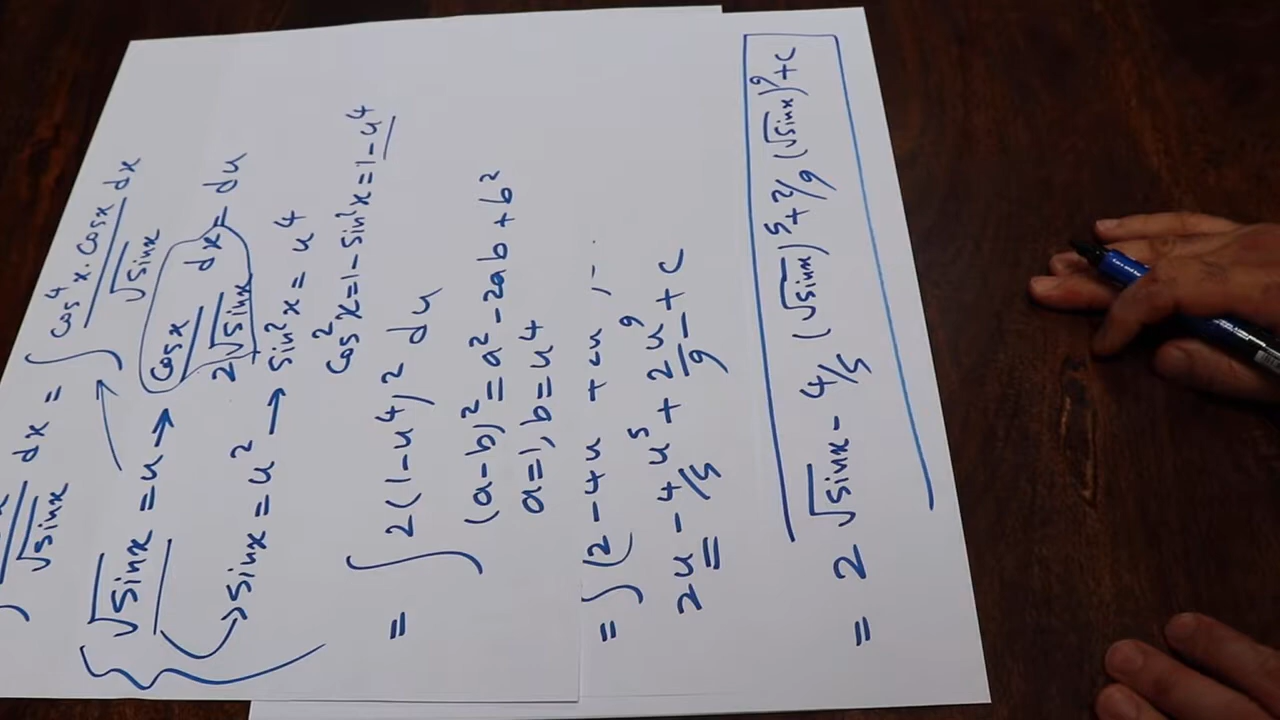 dx = ∫ cos⁴x·cosx/√sinx dx
√sinx
√sinx = u → cosx/2√sinx dx = du
sinx = u² → sin²x = u⁴
cos²x = 1 - sin²x = 1 - u⁴
= ∫ 2(1-u⁴)² du
(a-b)² = a² - 2ab + b²
a=1, b=u⁴
= ∫ (2 - 4u
2u - 4/5 u⁵ + 2u⁹/9 + c
= 2√sinx - 4/5 (√sinx)⁵ + 2/9 (√sinx)⁹ + c